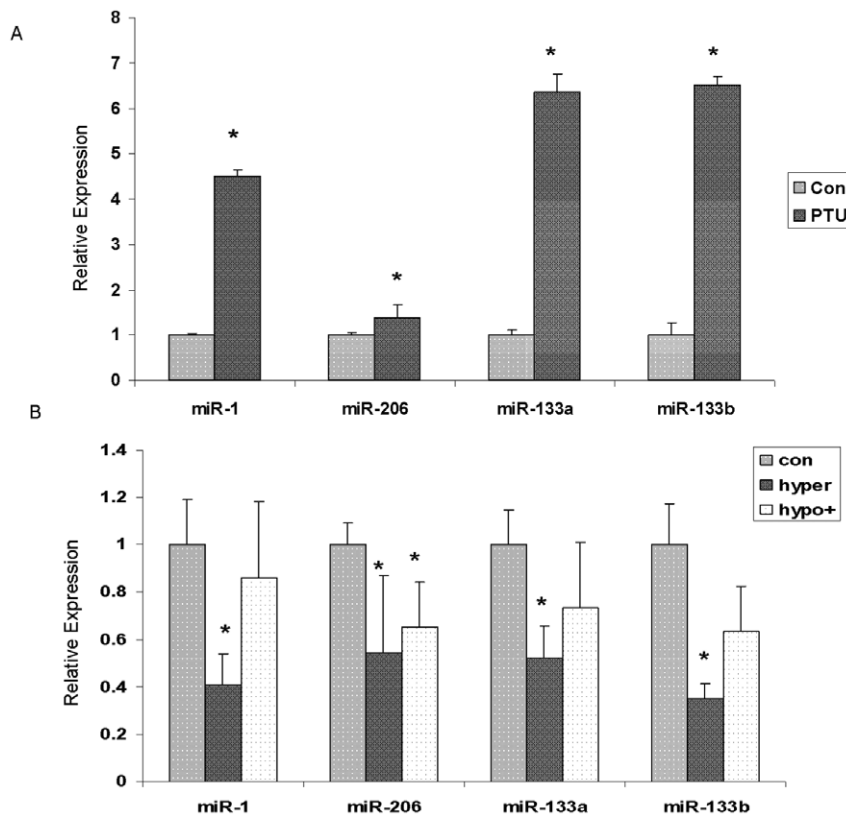 A
8
7
6
5
4
3
2
1
0
Relative Expression
*
*
*
*
miR-1 miR-206 miR-133a miR-133b
Con
PTU
B
1.4
1.2
1
0.8
0.6
0.4
0.2
0
Relative Expression
*
*
*
*
*
miR-1 miR-206 miR-133a miR-133b
con
hyper
hypo+